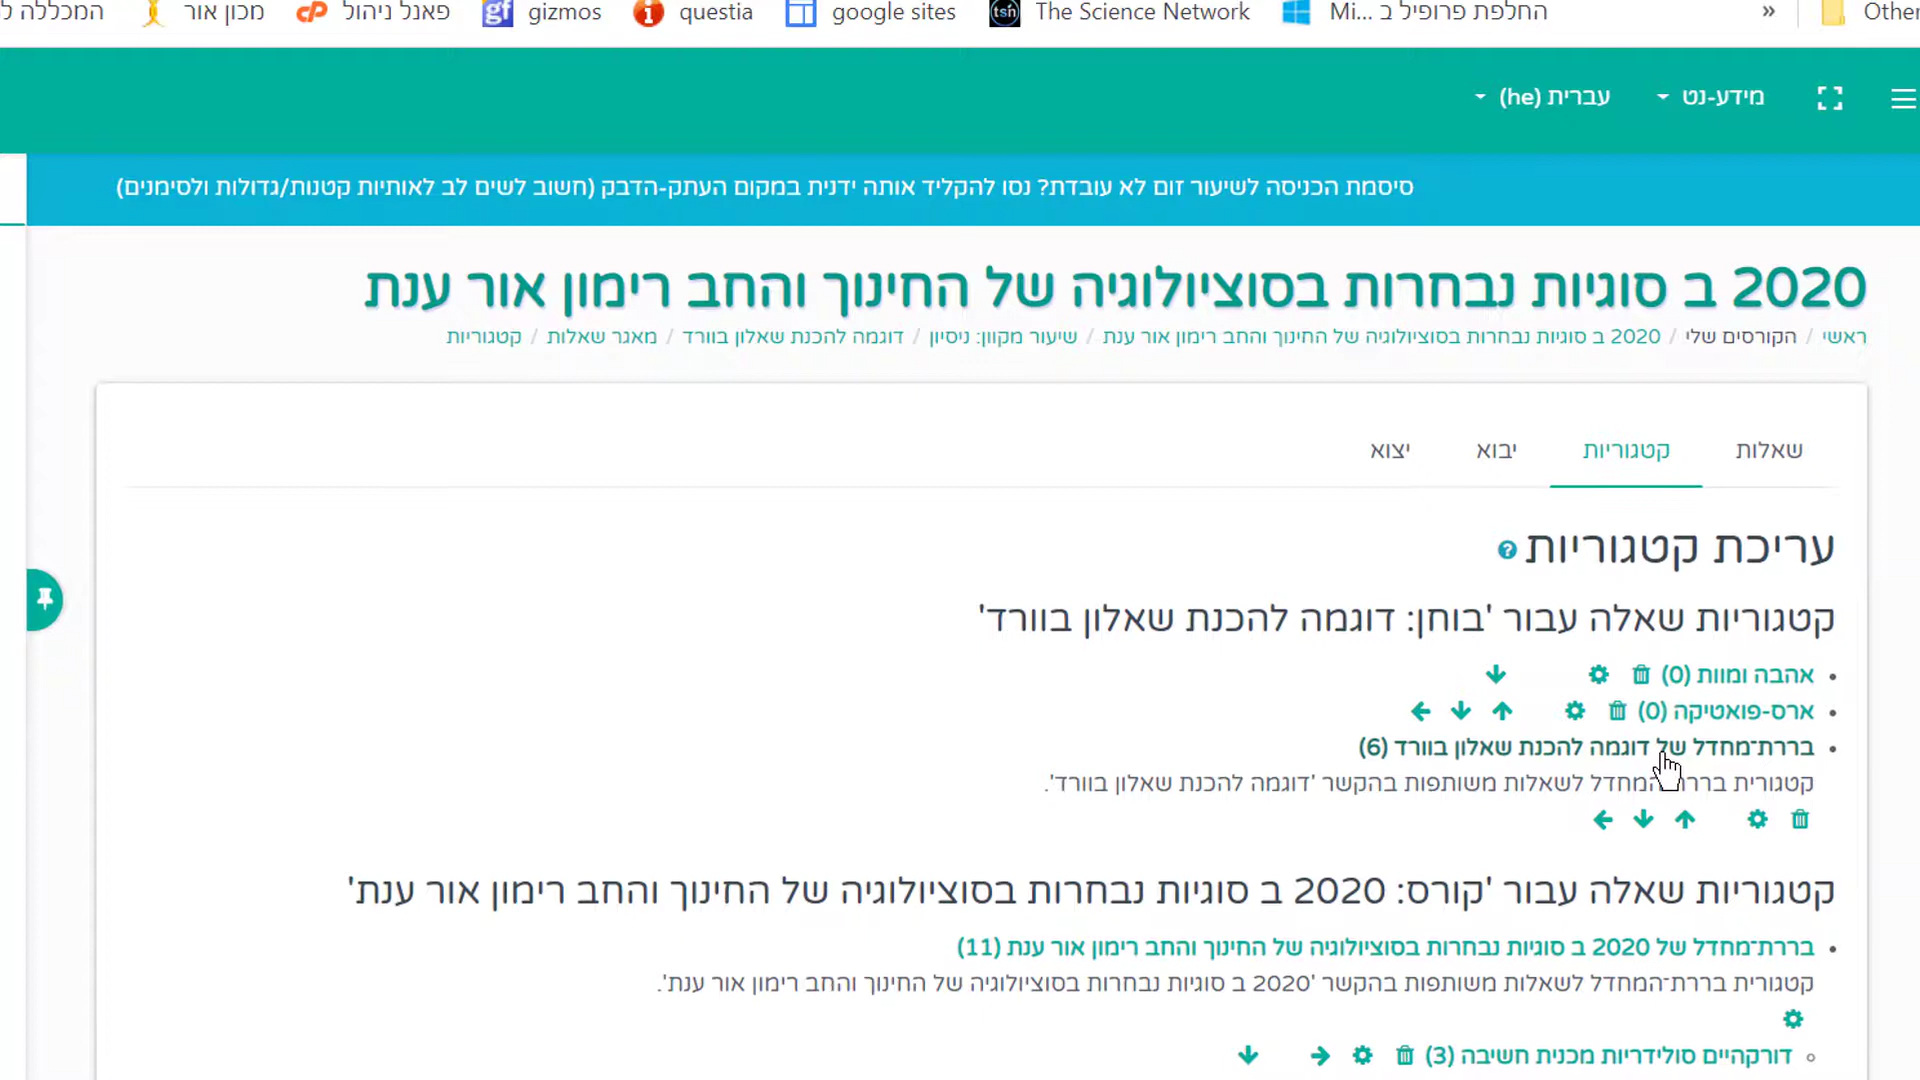 המכללה ל מכון אור פאנל ניהול gizmos questia google sites The Science Network Mi... החלפת פרופיל ב » Other
מידע-נט עברית (he)
סיסמת הכניסה לשיעור זום לא עובדת? נסו להקליד אותה ידנית במקום העתק-הדבק (חשוב לשים לב לאותיות קטנות/גדולות ולסימנים)
2020 ב סוגיות נבחרות בסוציולוגיה של החינוך והחב רימון אור ענת
ראשי / הקורסים שלי / 2020 ב סוגיות נבחרות בסוציולוגיה של החינוך והחב רימון אור ענת / שיעור מקוון: ניסיון / דוגמה להכנת שאלון בוורד / מאגר שאלות / קטגוריות
שאלות קטגוריות יבוא יצוא
עריכת קטגוריות
קטגוריות שאלה עבור 'בוחן: דוגמה להכנת שאלון בוורד'
• אהבה ומוות (0)
• ארס-פואטיקה (0)
• בררת־מחדל של דוגמה להכנת שאלון בוורד (6)
קטגורית בררת־המחדל לשאלות משותפות בהקשר 'דוגמה להכנת שאלון בוורד'.
קטגוריות שאלה עבור 'קורס: 2020 ב סוגיות נבחרות בסוציולוגיה של החינוך והחב רימון אור ענת'
• בררת־מחדל של 2020 ב סוגיות נבחרות בסוציולוגיה של החינוך והחב רימון אור ענת (11)
קטגורית בררת־המחדל לשאלות משותפות בהקשר '2020 ב סוגיות נבחרות בסוציולוגיה של החינוך והחב רימון אור ענת'.
◦ דורקהיים סולידריות מכנית חשיבה (3)